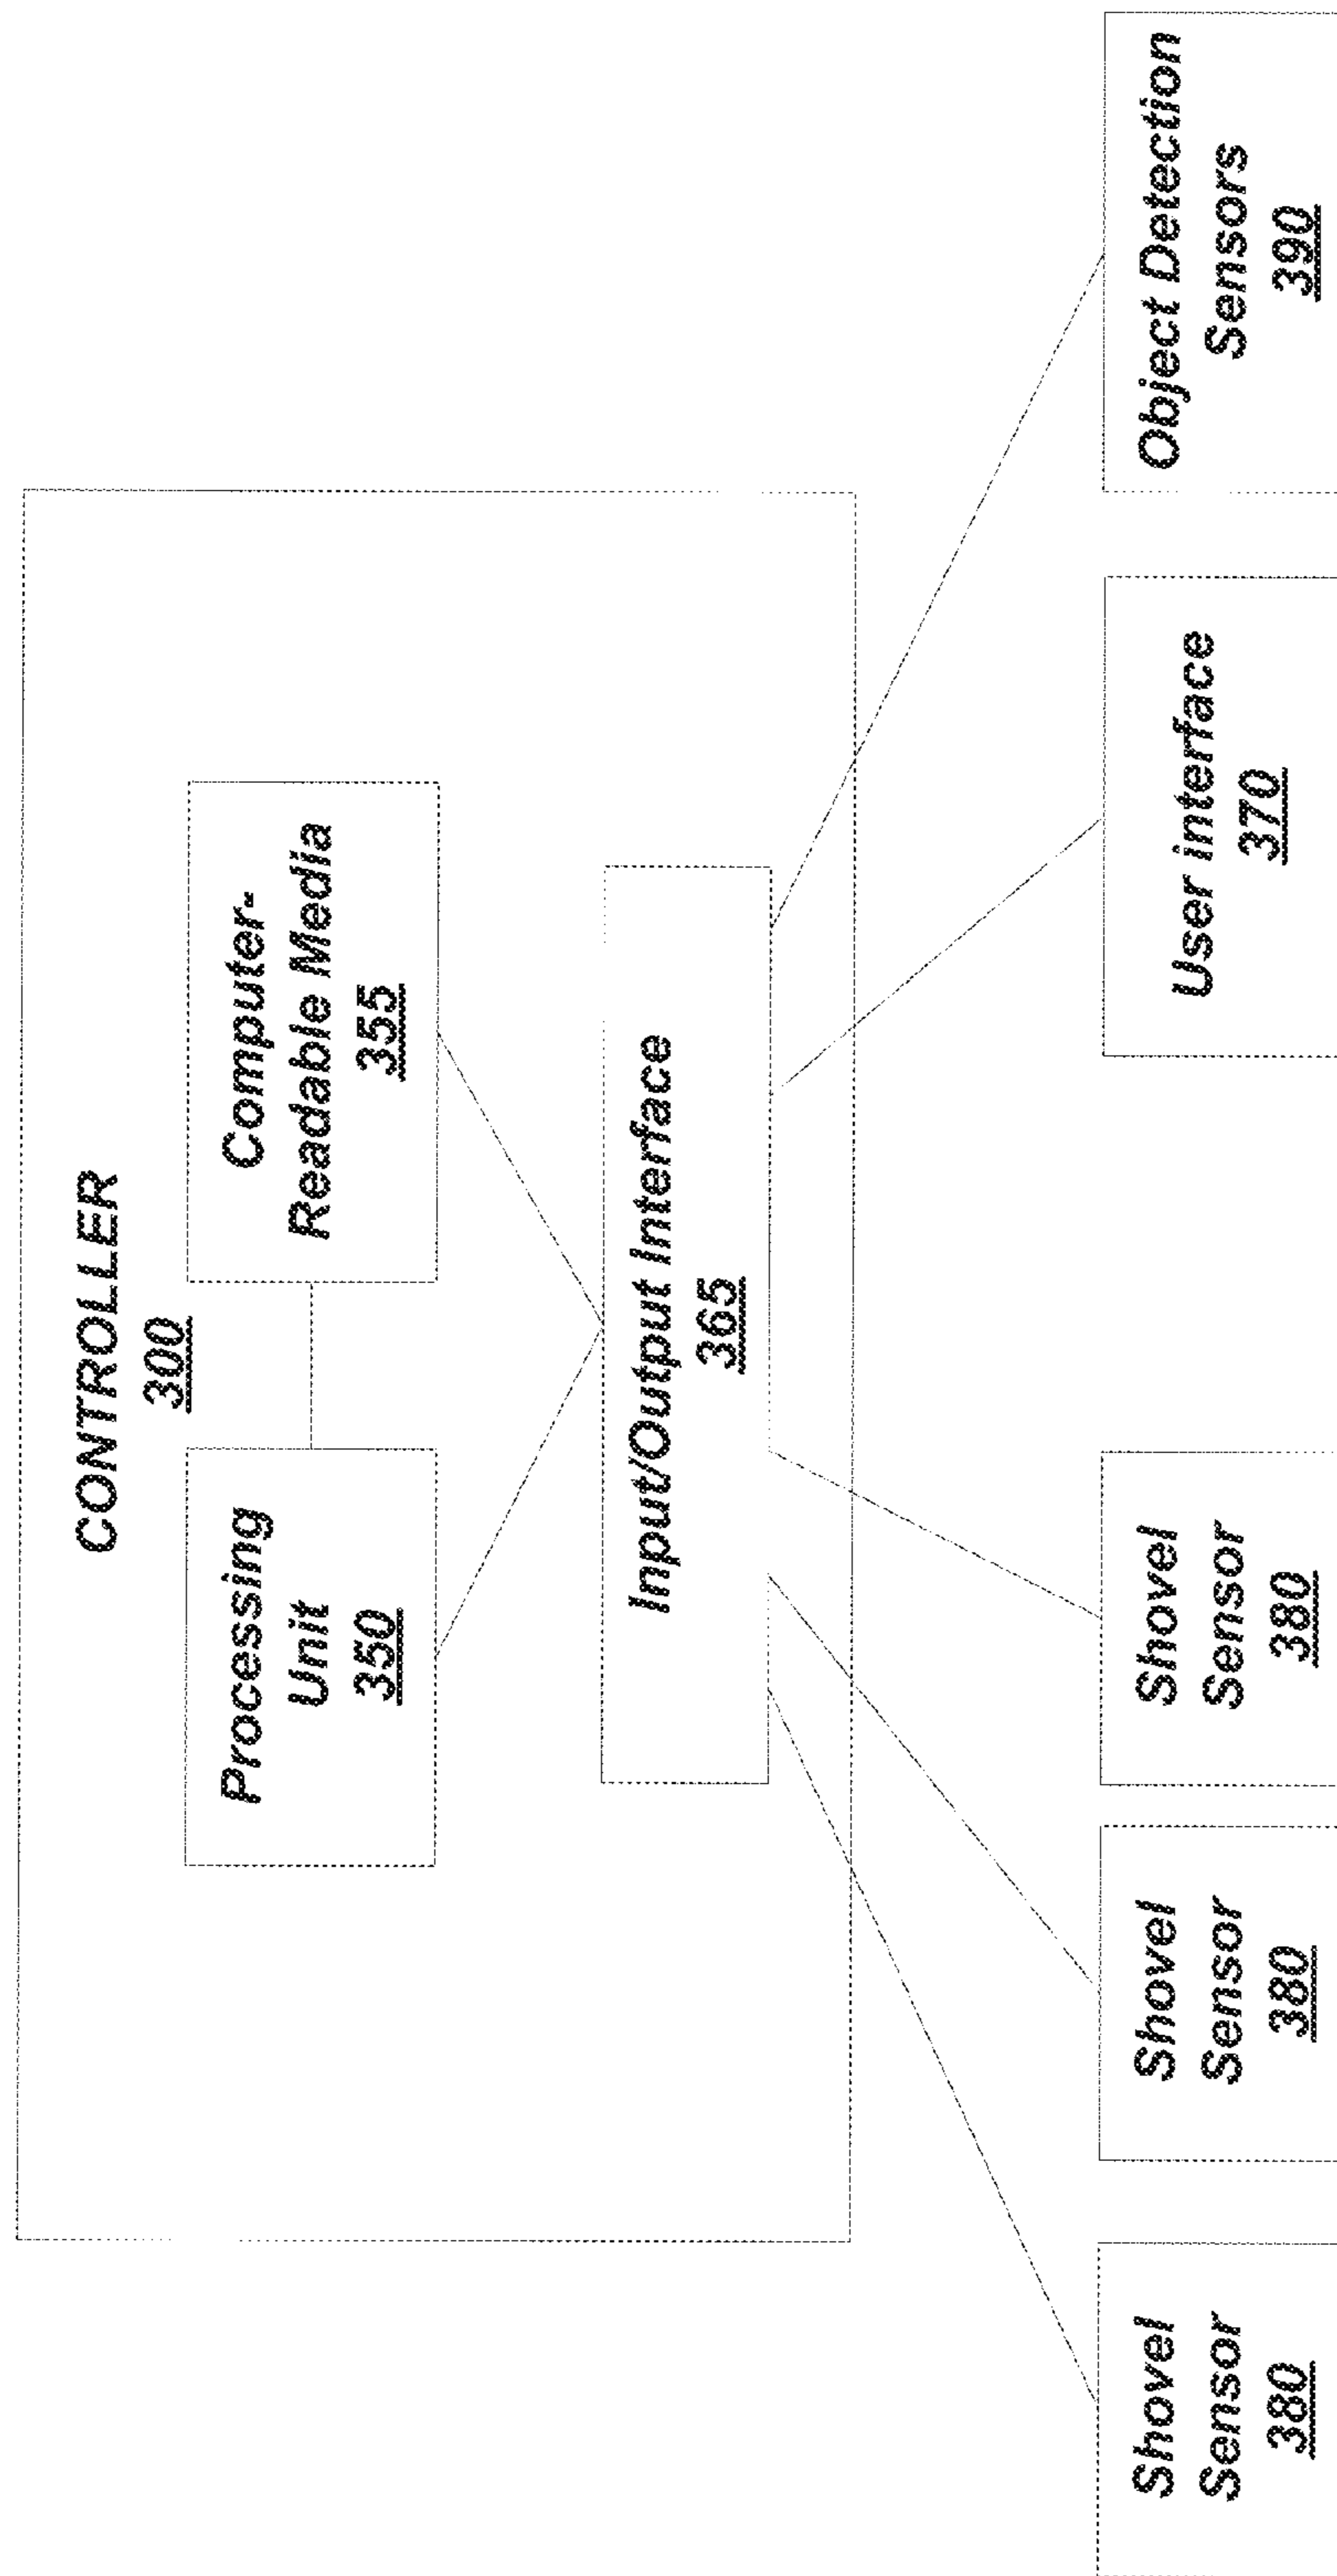 CONTROLLER
300
Processing
Unit
350
Computer-
Readable Media
355
Input/Output Interface
365
Shovel
Sensor
380
Shovel
Sensor
380
Shovel
Sensor
380
User interface
370
Object Detection
Sensors
390